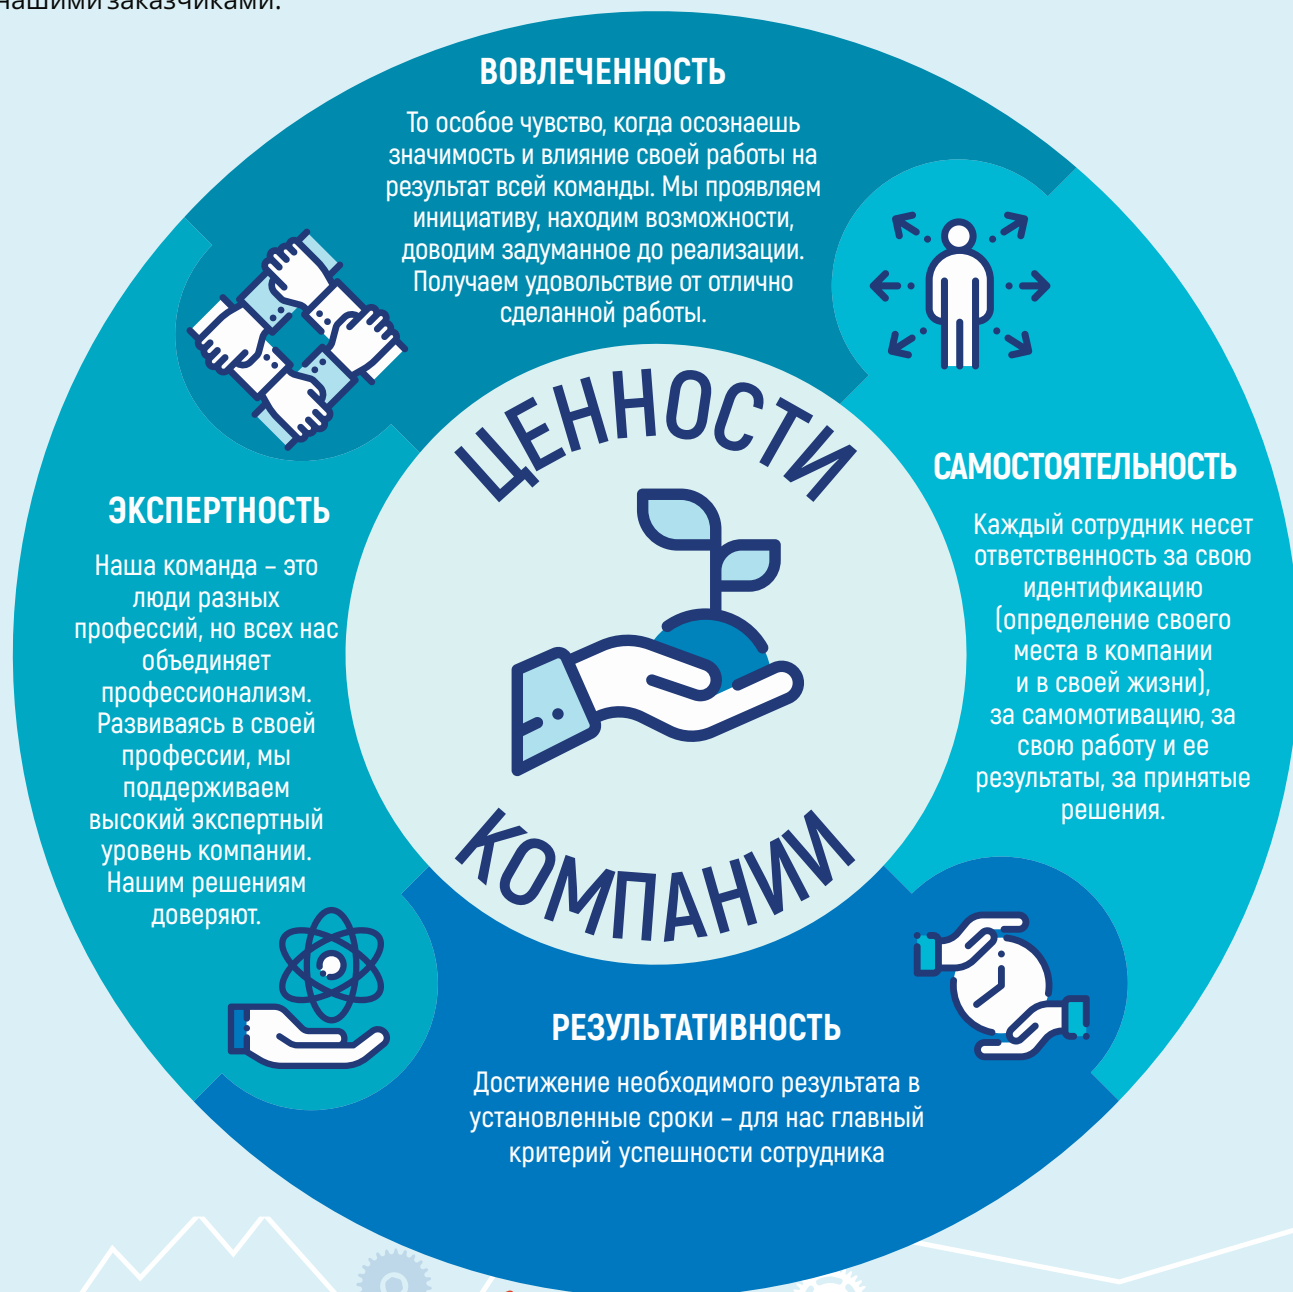 нашими заказчиками.
ВОВЛЕЧЕННОСТЬ
То особое чувство, когда осознаешь
значимость и влияние своей работы на
результат всей команды. Мы проявляем
инициативу, находим возможности,
доводим задуманное до реализации.
Получаем удовольствие от отлично
сделанной работы.
ЦЕННОСТИ
КОМПАНИИ
САМОСТОЯТЕЛЬНОСТЬ
Каждый сотрудник несет
ответственность за свою
идентификацию
(определение своего
места в компании
и в своей жизни),
за самомотивацию, за
свою работу и ее
результаты, за принятые
решения.
ЭКСПЕРТНОСТЬ
Наша команда – это
люди разных
профессий, но всех нас
объединяет
профессионализм.
Развиваясь в своей
профессии, мы
поддерживаем
высокий экспертный
уровень компании.
Нашим решениям
доверяют.
РЕЗУЛЬТАТИВНОСТЬ
Достижение необходимого результата в
установленные сроки – для нас главный
критерий успешности сотрудника